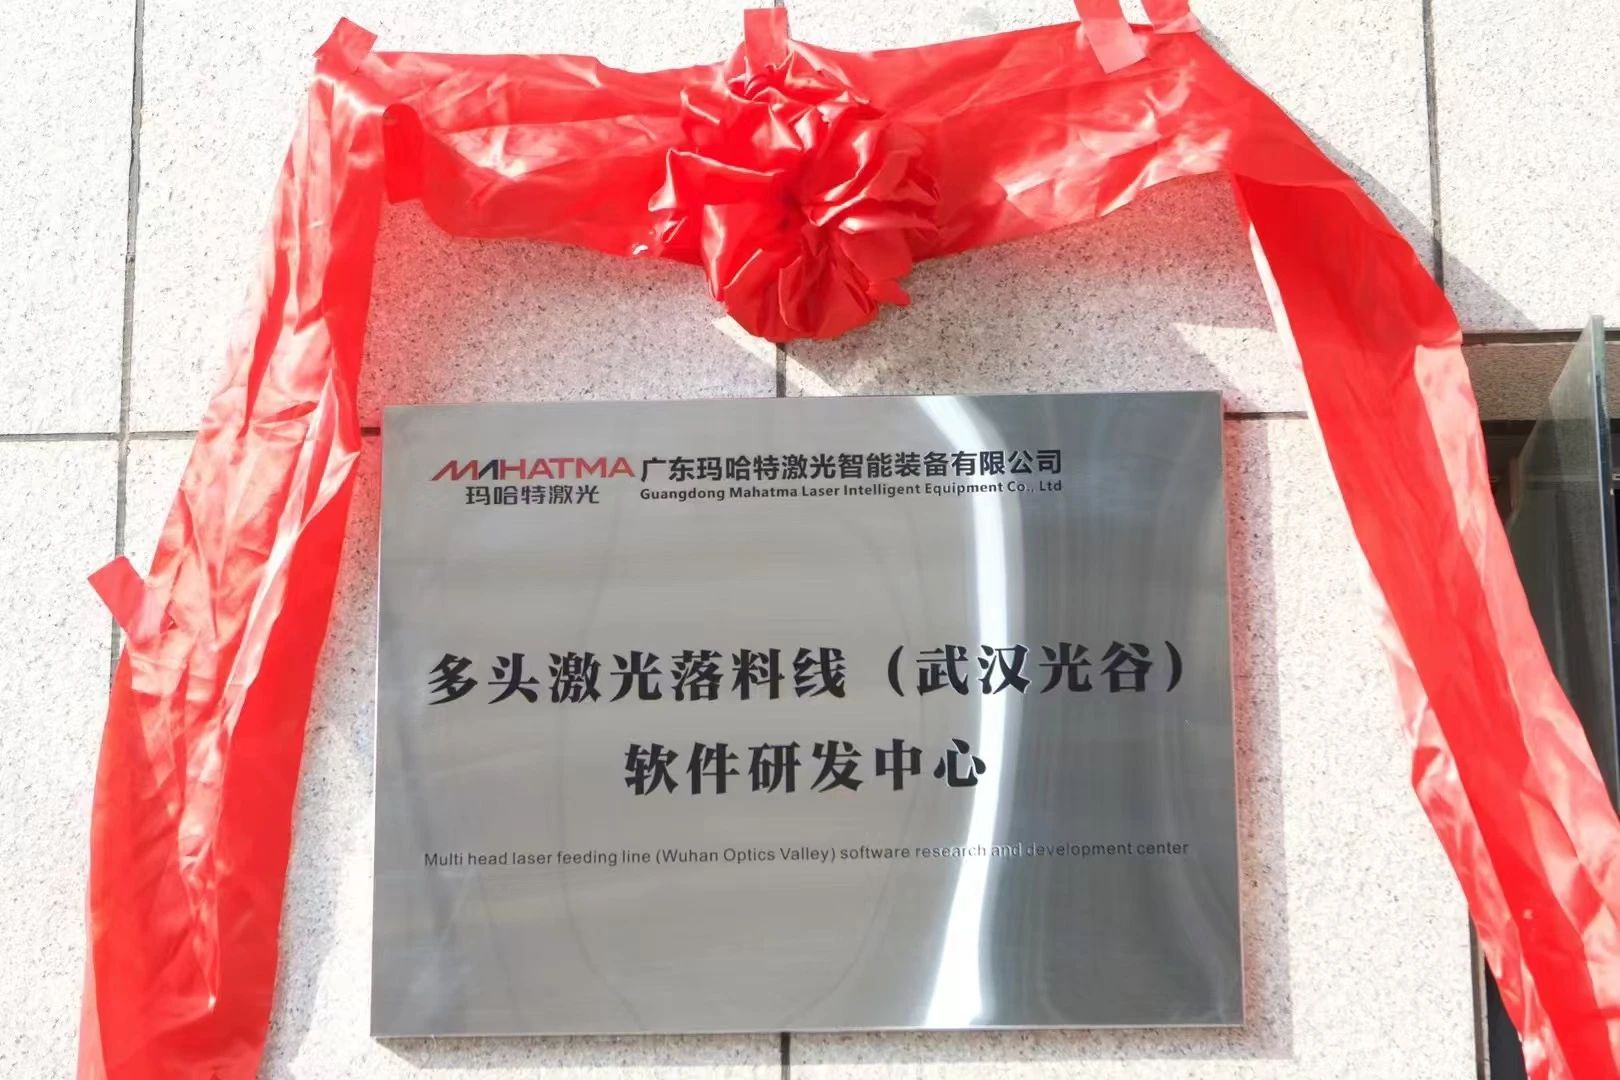 MAHATMA 广东玛哈特激光智能装备有限公司
玛哈特激光 Guangdong Mahatma Laser Intelligent Equipment Co., Ltd
多头激光落料线（武汉光谷）
软件研发中心
Multi head laser feeding line (Wuhan Optics Valley) software research and development center